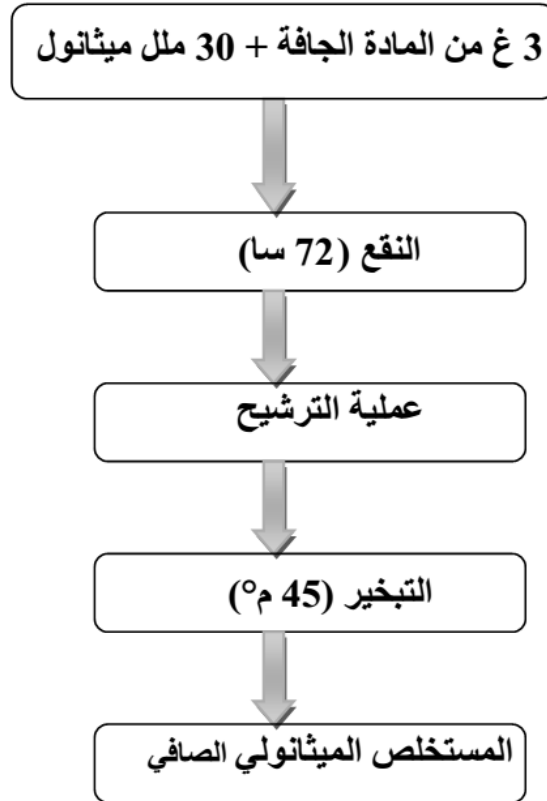 3 غ من المادة الجافة + 30 ملل ميثانول
النقع (72 سا)
عملية الترشيح
التبخير (45 م°)
المستخلص الميثانولي الصافي